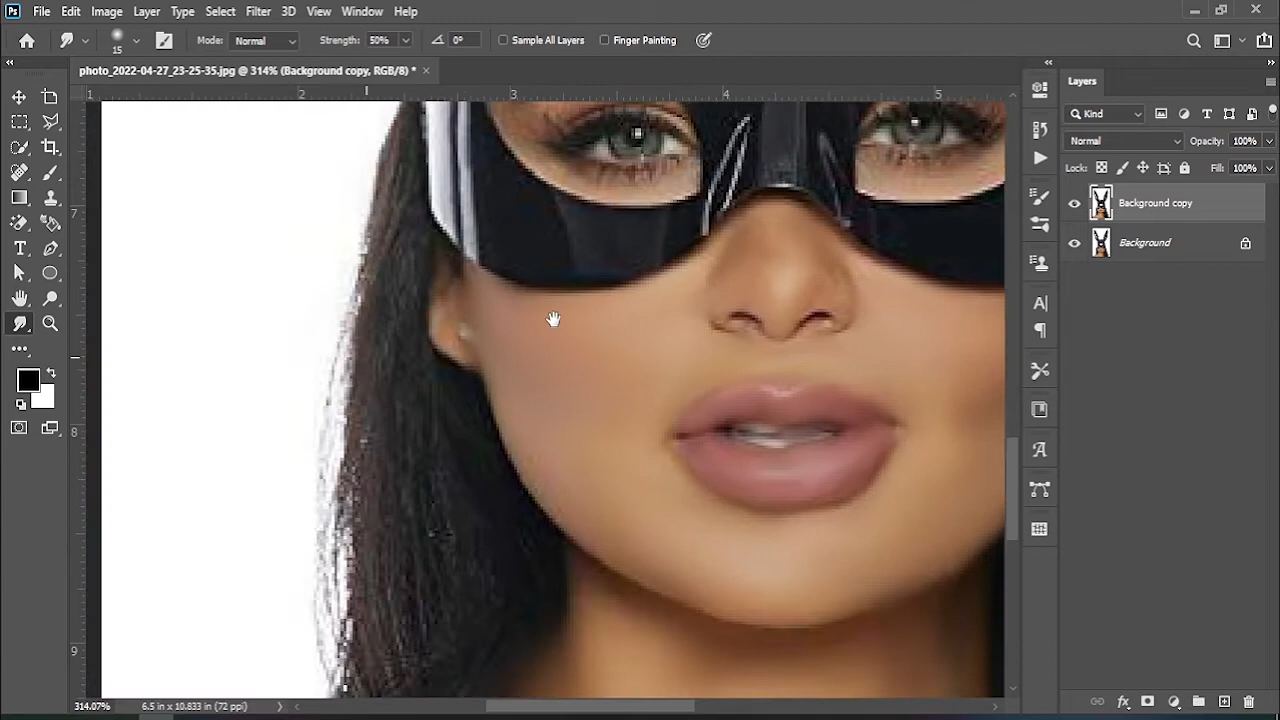 Ps File Edit Image Layer Type Select Filter 3D View Window Help
15 Mode: Normal Strength: 50% 0° Sample All Layers Finger Painting
photo_2022-04-27_23-25-35.jpg @ 314% (Background copy, RGB/8) * ×
1 2 3 4 5
7
8
9
Layers
Kind
Normal Opacity: 100%
Lock: Fill: 100%
Background copy
Background
314.07% 6.5 in x 10.833 in (72 ppi)